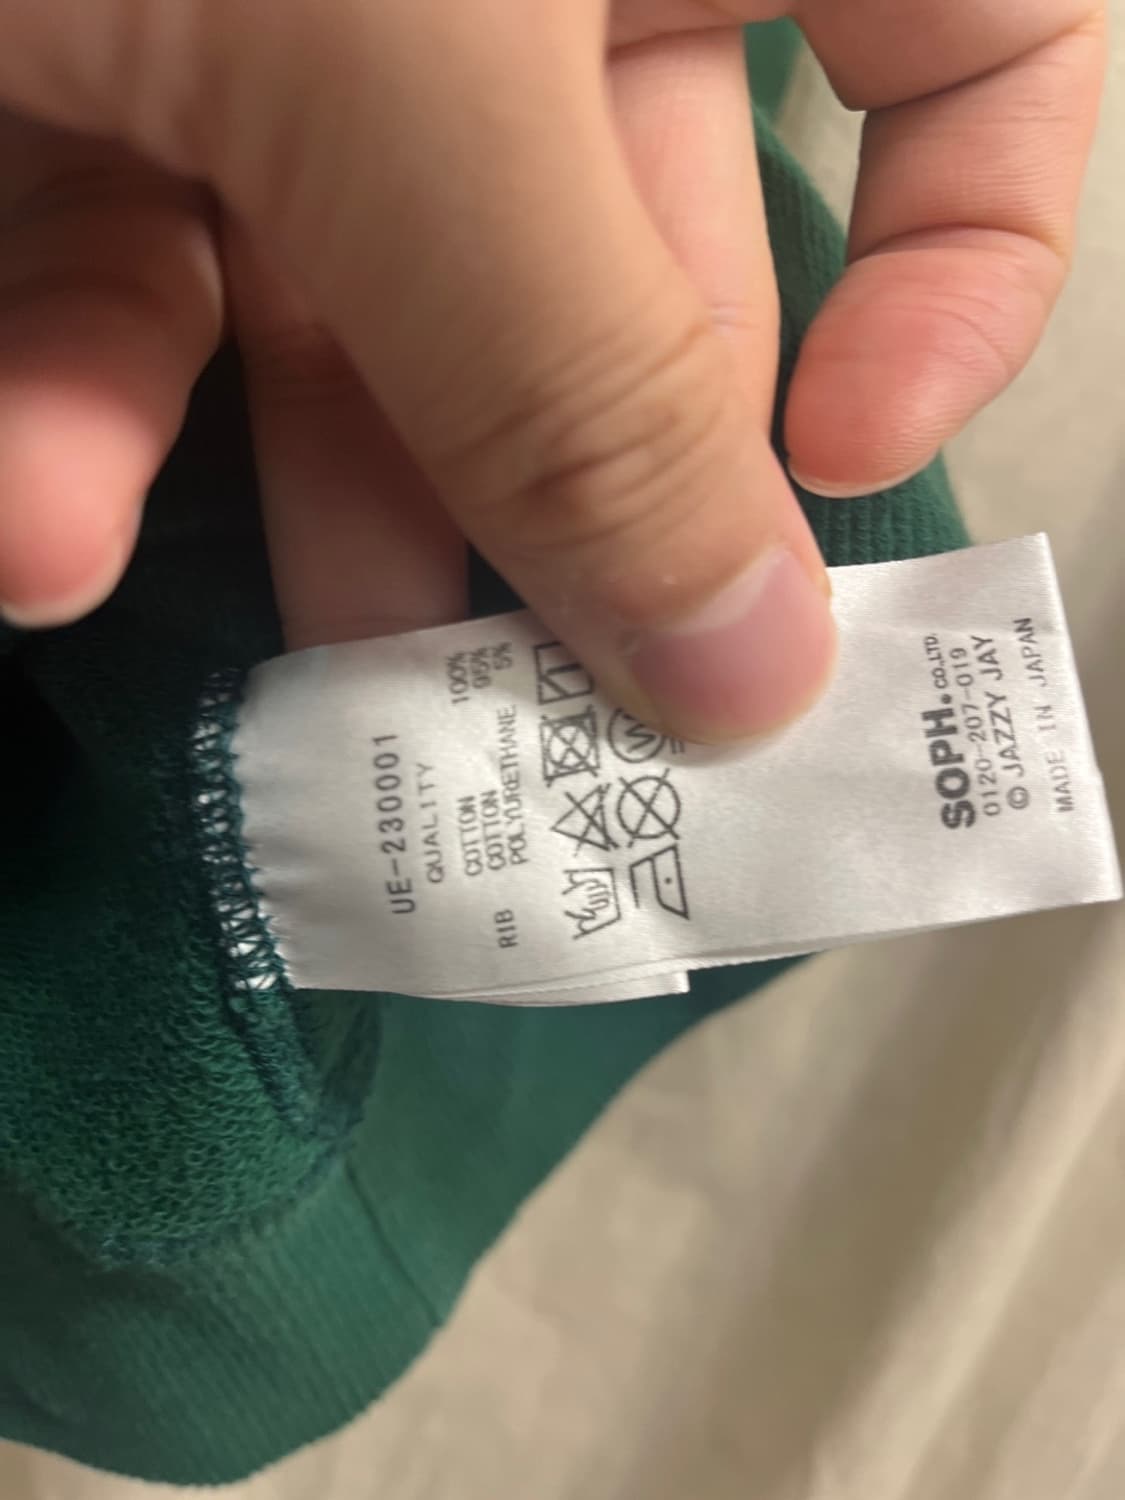 UE-230001
QUALITY
COTTON 100%
RIB COTTON 95%
POLYURETHANE 5%
W
SOPH.CO.,LTD.
0120-207-019
© JAZZY JAY
MADE IN JAPAN